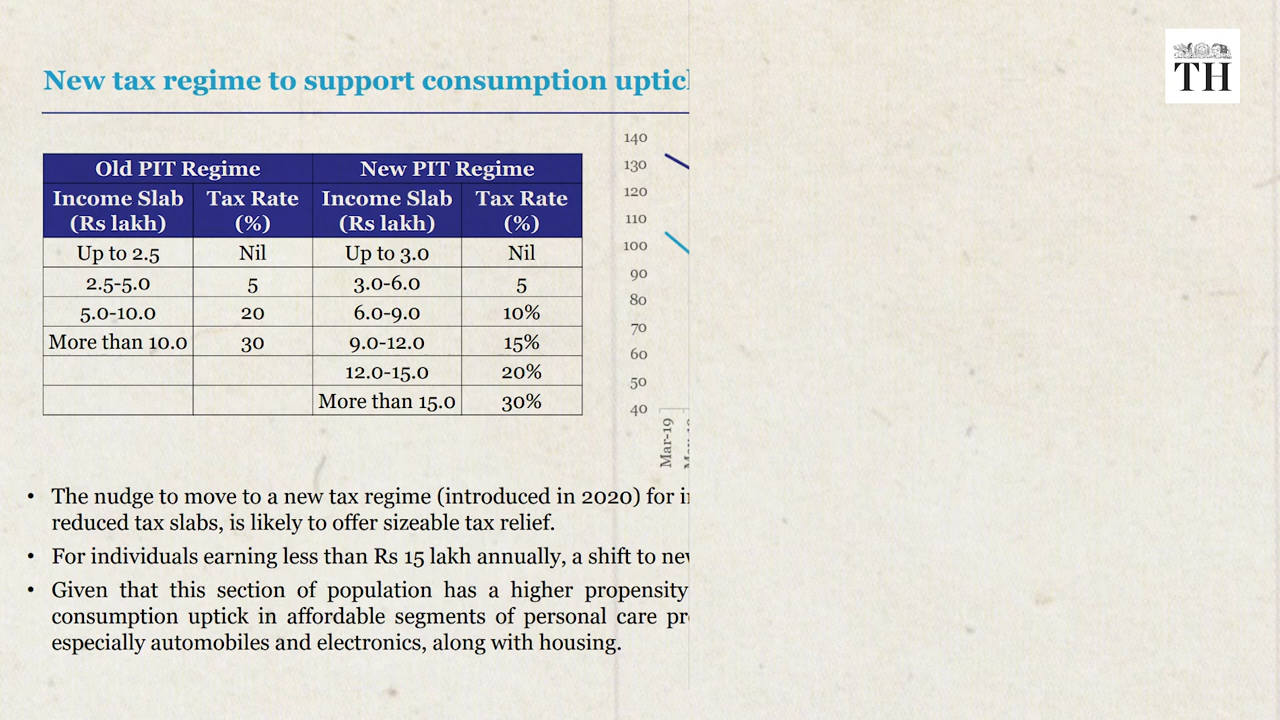 TH
New tax regime to support consumption
Old PIT Regime New PIT Regime
Income Slab (Rs lakh) Tax Rate (%) Income Slab (Rs lakh) Tax Rate (%)
Up to 2.5 Nil Up to 3.0 Nil
2.5-5.0 5 3.0-6.0 5
5.0-10.0 20 6.0-9.0 10%
More than 10.0 30 9.0-12.0 15%
12.0-15.0 20%
More than 15.0 30%
140
130
120
110
100
90
80
70
60
50
40
Mar-19
• The nudge to move to a new tax regime (introduced in 2020) for
reduced tax slabs, is likely to offer sizeable tax relief.
• For individuals earning less than Rs 15 lakh annually, a shift to
• Given that this section of population has a higher propensity
consumption uptick in affordable segments of personal care
especially automobiles and electronics, along with housing.